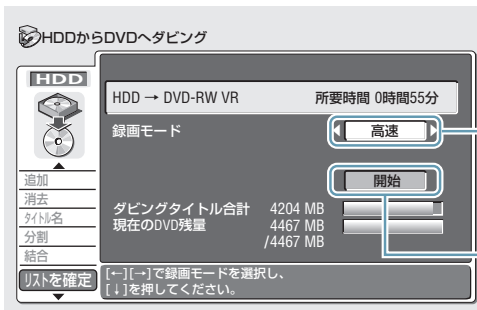 HDDからDVDへダビング
HDD
HDD → DVD-RW VR 所要時間 0時間55分
録画モード 高速
開始
追加
消去
タイトル名
分割
結合
リストを確定
ダビングタイトル合計 4204 MB
現在のDVD残量 4467 MB
/4467 MB
[←][→]で録画モードを選択し、
[↓]を押してください。